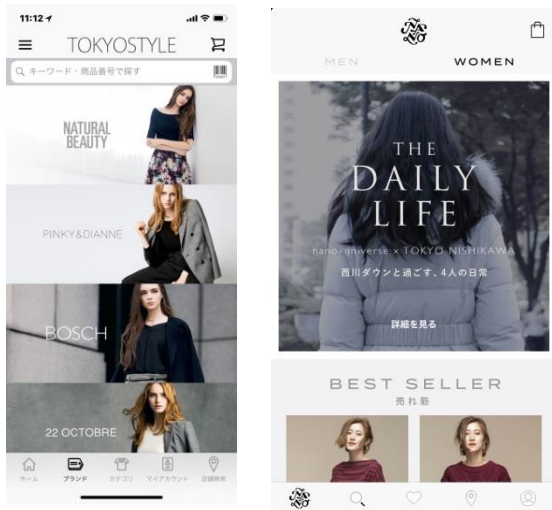 11:12
TOKYOSTYLE
キーワード・商品番号で探す
NATURAL
BEAUTY
PINKY&DIANNE
BOSCH
22 OCTOBRE
ホーム
ブランド
カテゴリ
マイアカウント
店舗検索
MEN
WOMEN
THE
DAILY
LIFE
nano・universe x TOKYO NISHIKAWA
西川ダウンと過ごす、4人の日常
詳細を見る
BEST SELLER
売れ筋